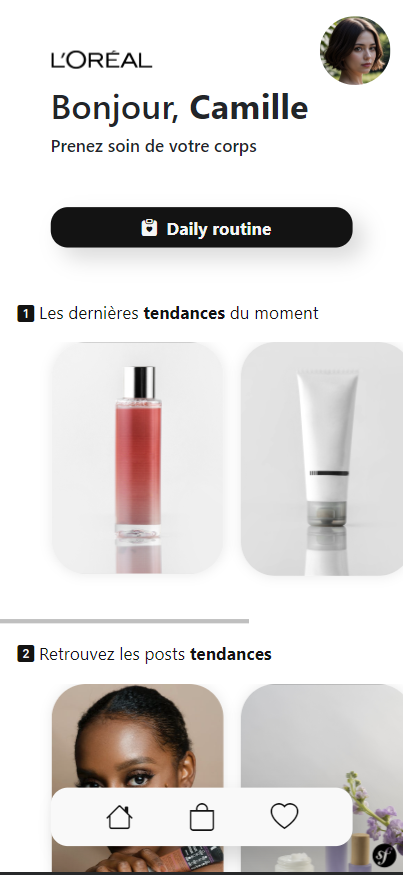 L'ORÉAL
Bonjour, Camille
Prenez soin de votre corps
Daily routine
1 Les dernières tendances du moment
2 Retrouvez les posts tendances
sf